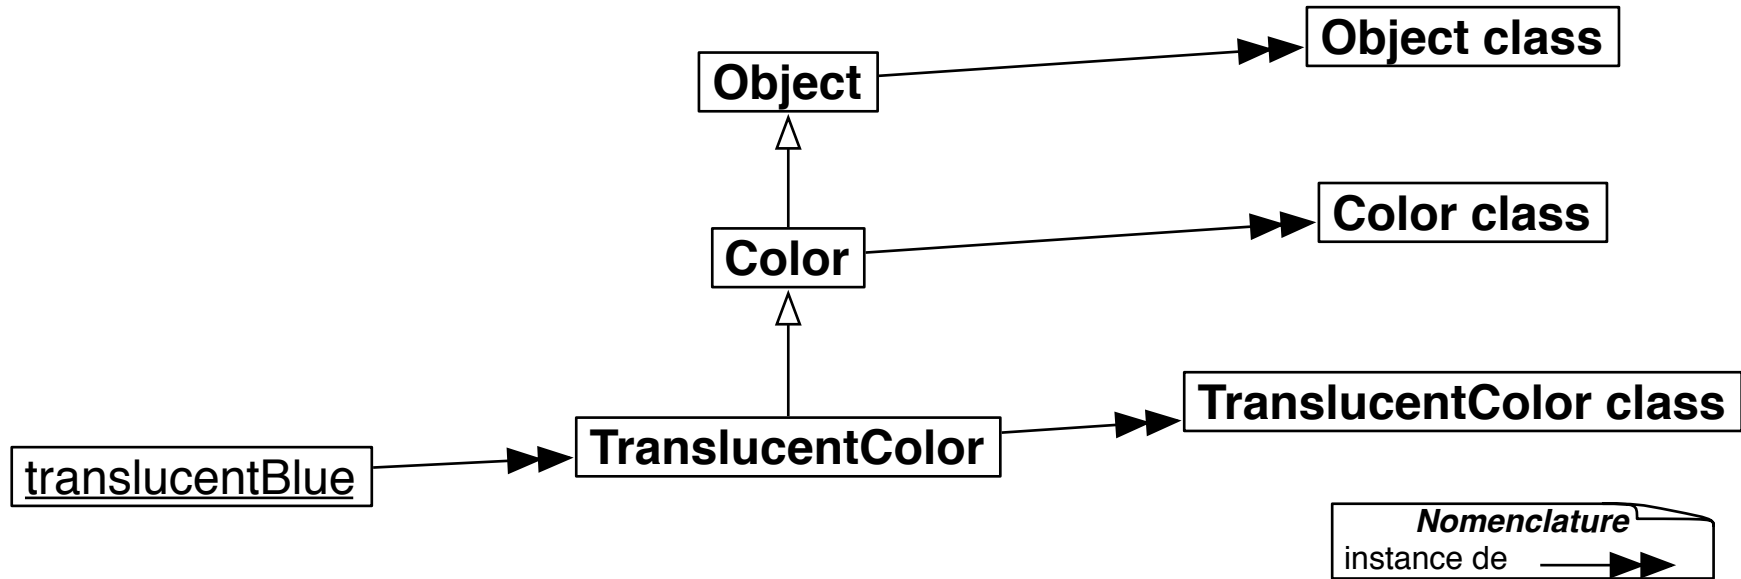 Object class
Object
Color class
Color
TranslucentColor class
TranslucentColor
translucentBlue
Nomenclature
instance de